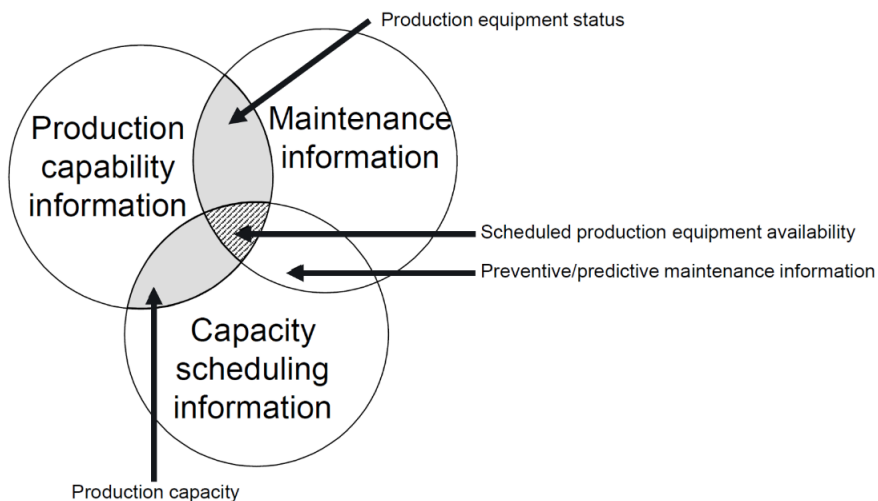 Production equipment status
Production
capability
information
Maintenance
information
Scheduled production equipment availability
Preventive/predictive maintenance information
Capacity
scheduling
information
Production capacity